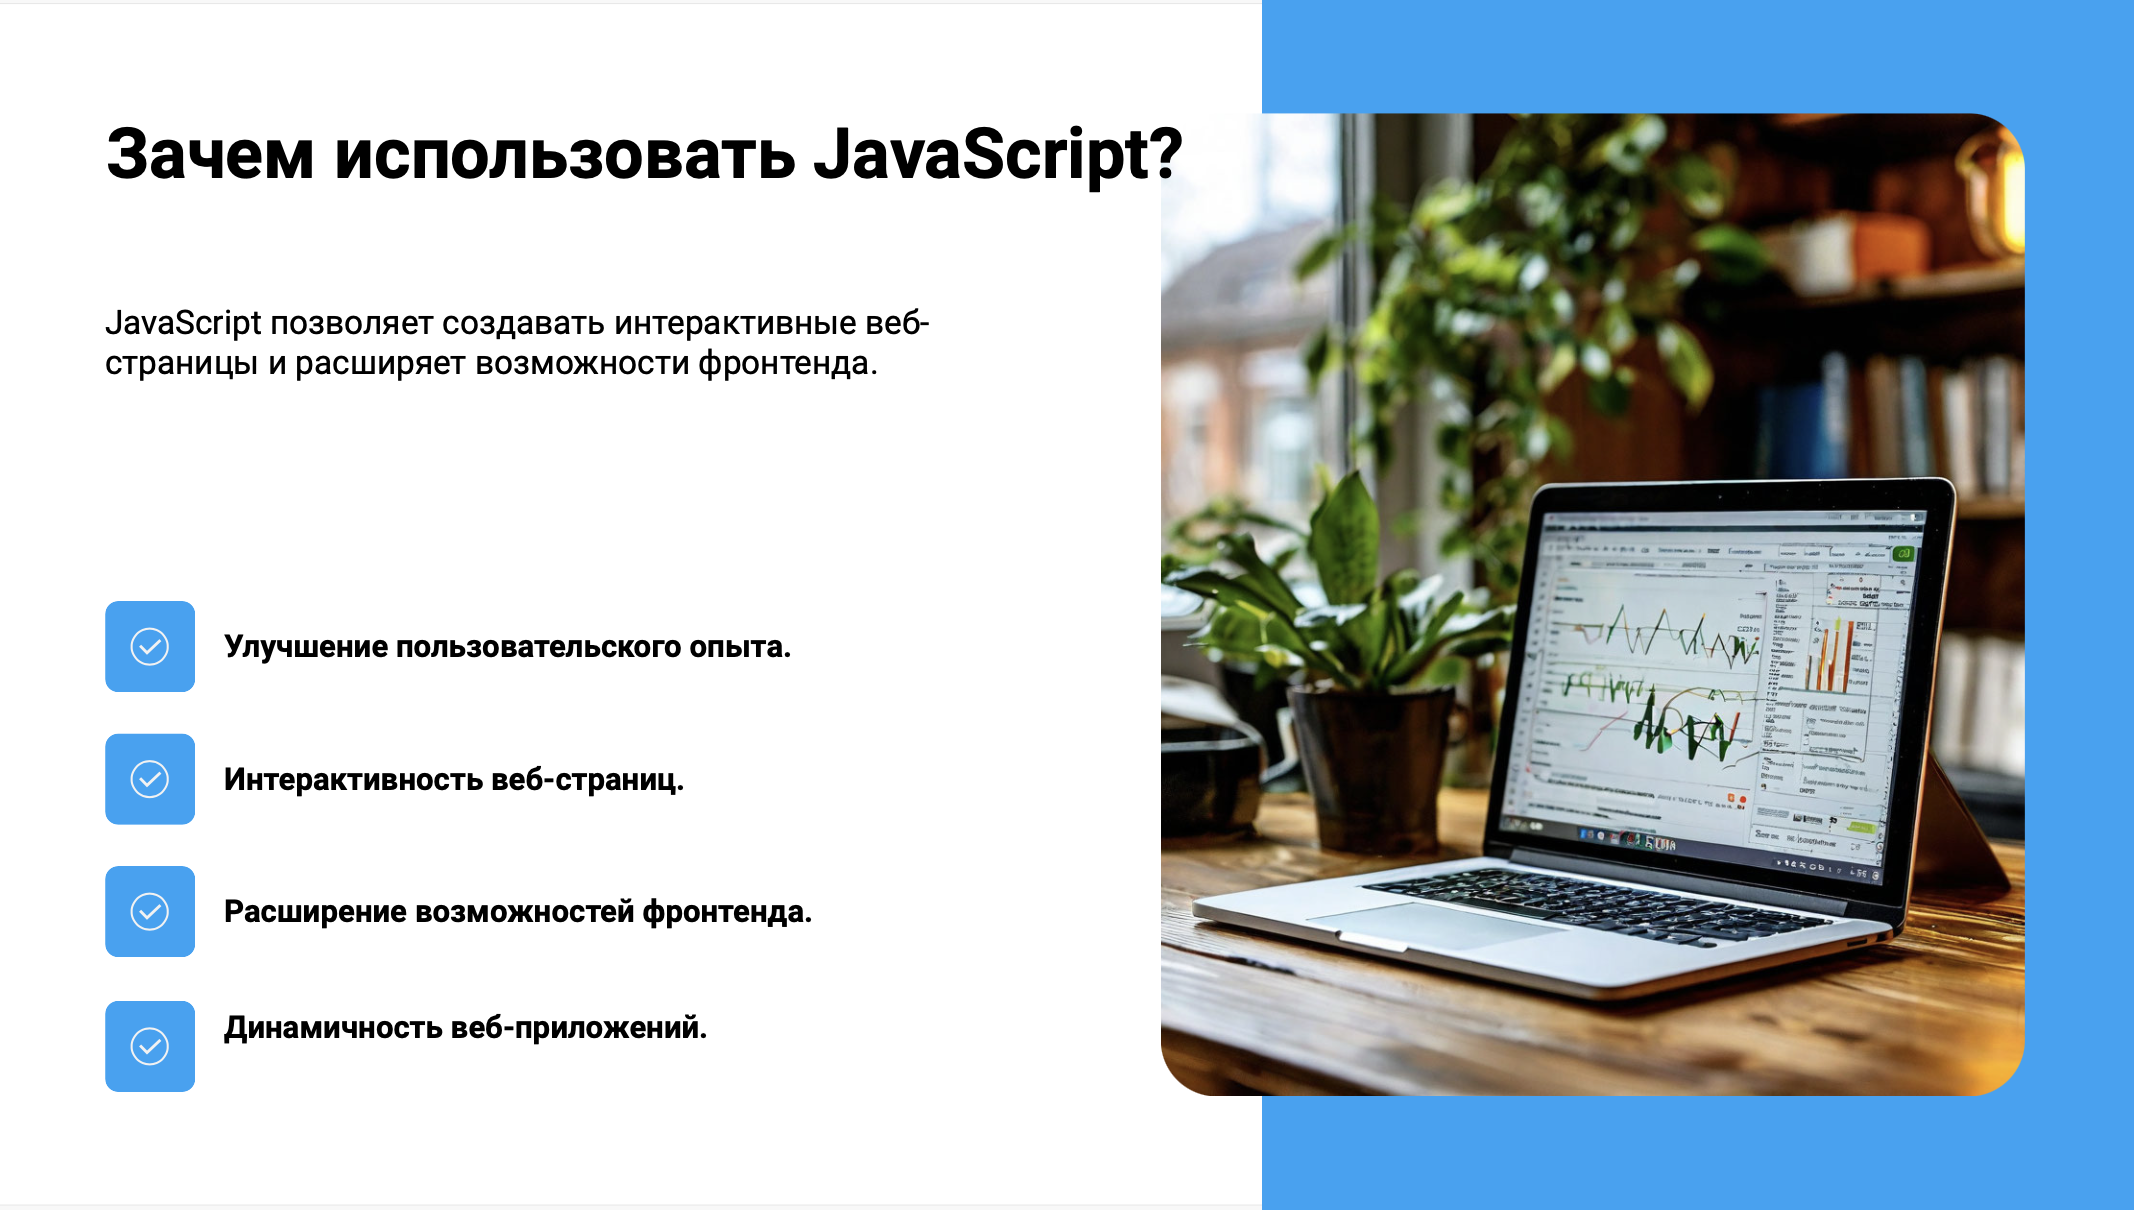 Зачем использовать JavaScript?
JavaScript позволяет создавать интерактивные веб-
страницы и расширяет возможности фронтенда.
Улучшение пользовательского опыта.
Интерактивность веб-страниц.
Расширение возможностей фронтенда.
Динамичность веб-приложений.